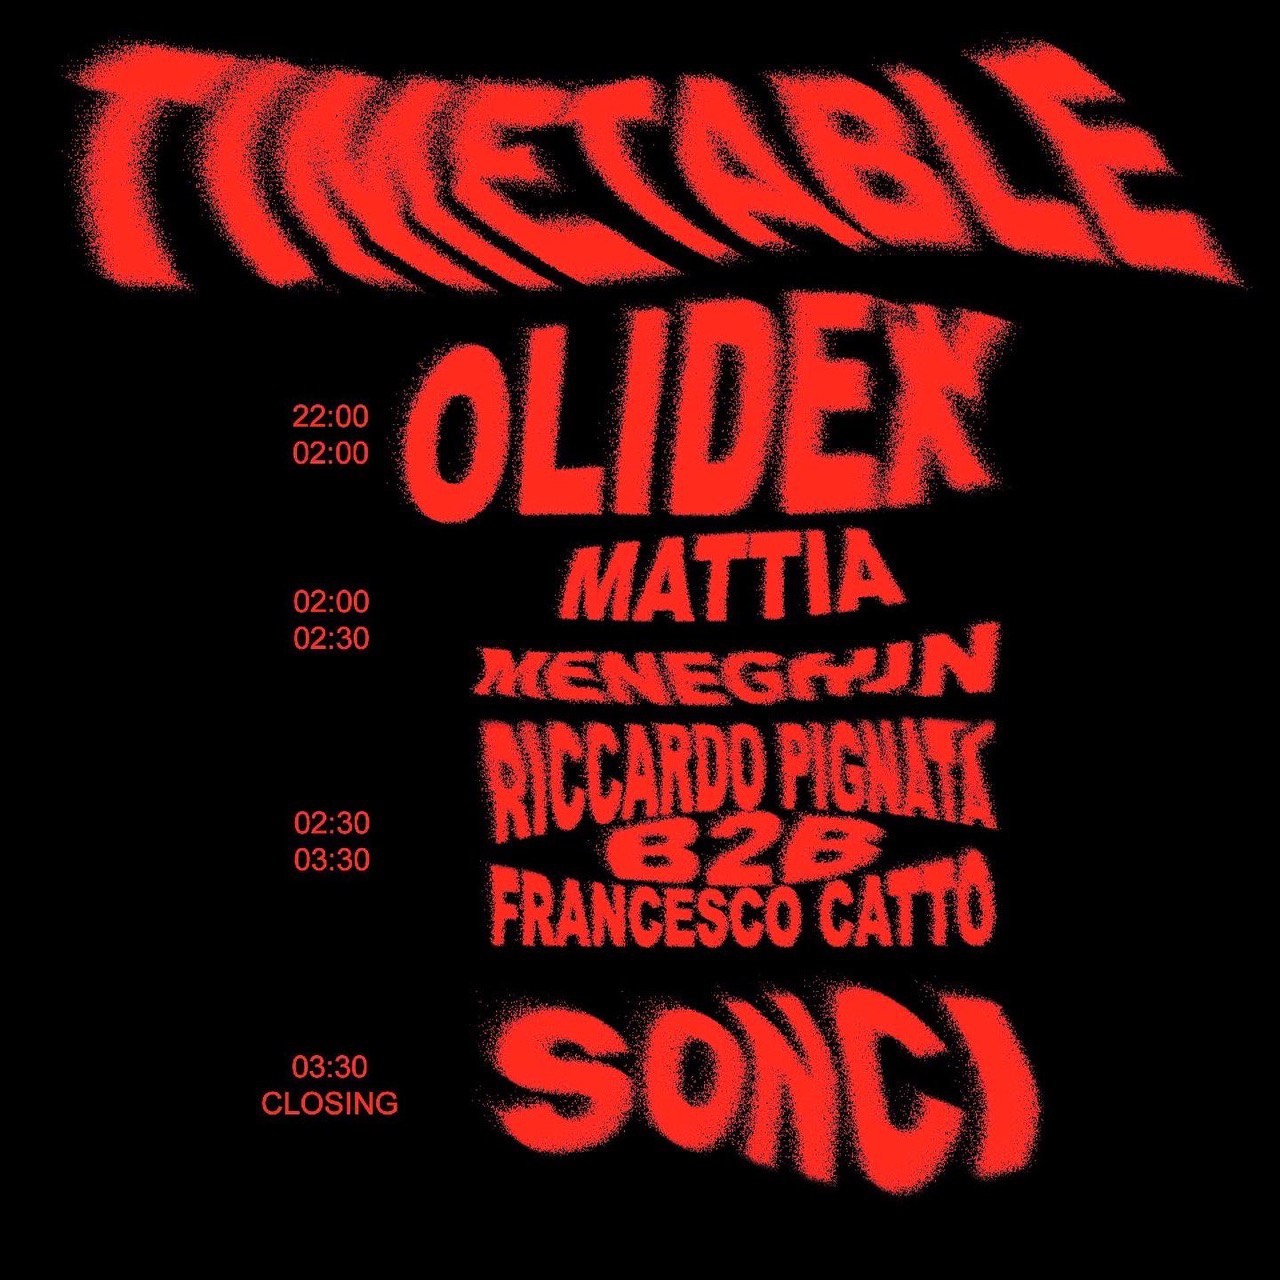 TIMETABLE
22:00
02:00
OLIDEX
02:00
02:30
MATTIA
MENEGHIN
02:30
03:30
RICCARDO PIGNATA
B2B
FRANCESCO CATTO
03:30
CLOSING
SONCI